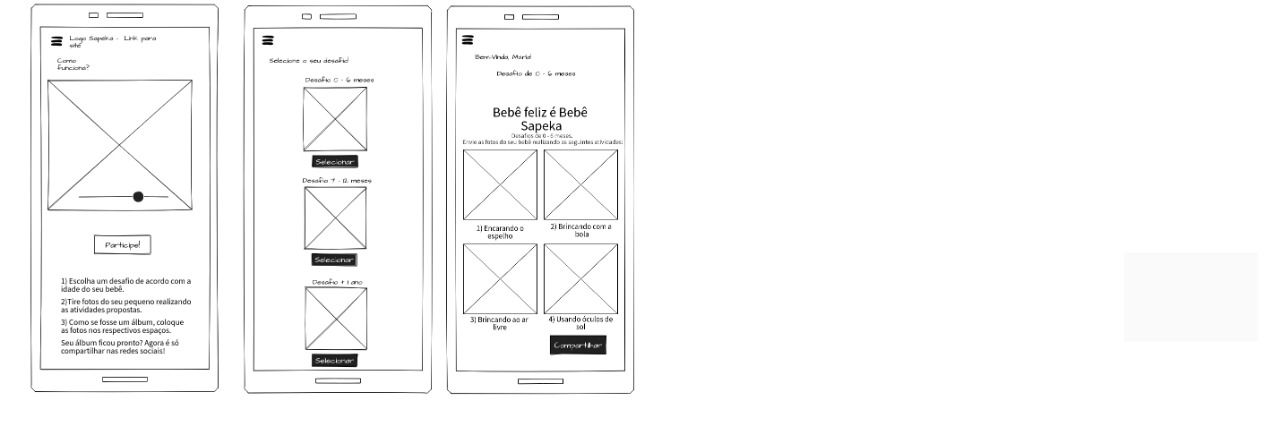 Logo Sapeka - Link para
site
Como
funciona?
Participe!
1) Escolha um desafio de acordo com a
idade do seu bebê.
2)Tire fotos do seu pequeno realizando
as atividades propostas.
3) Como se fosse um álbum, coloque
as fotos nos respectivos espaços.
Seu álbum ficou pronto? Agora é só
compartilhar nas redes sociais!
Selecione o seu desafio!
Desafio 0 - 6 meses
Selecionar
Desafio 7 - 12 meses
Selecionar
Desafio + 1 ano
Selecionar
Bem-Vinda, Maria!
Desafio de 0 - 6 meses
Bebê feliz é Bebê
Sapeka
Desafios de 0 - 6 meses.
Envie as fotos do seu bebê realizando as seguintes atividades:
1) Encarando o
espelho
2) Brincando com a
bola
3) Brincando ao ar
livre
4) Usando óculos de
sol
Compartilhar